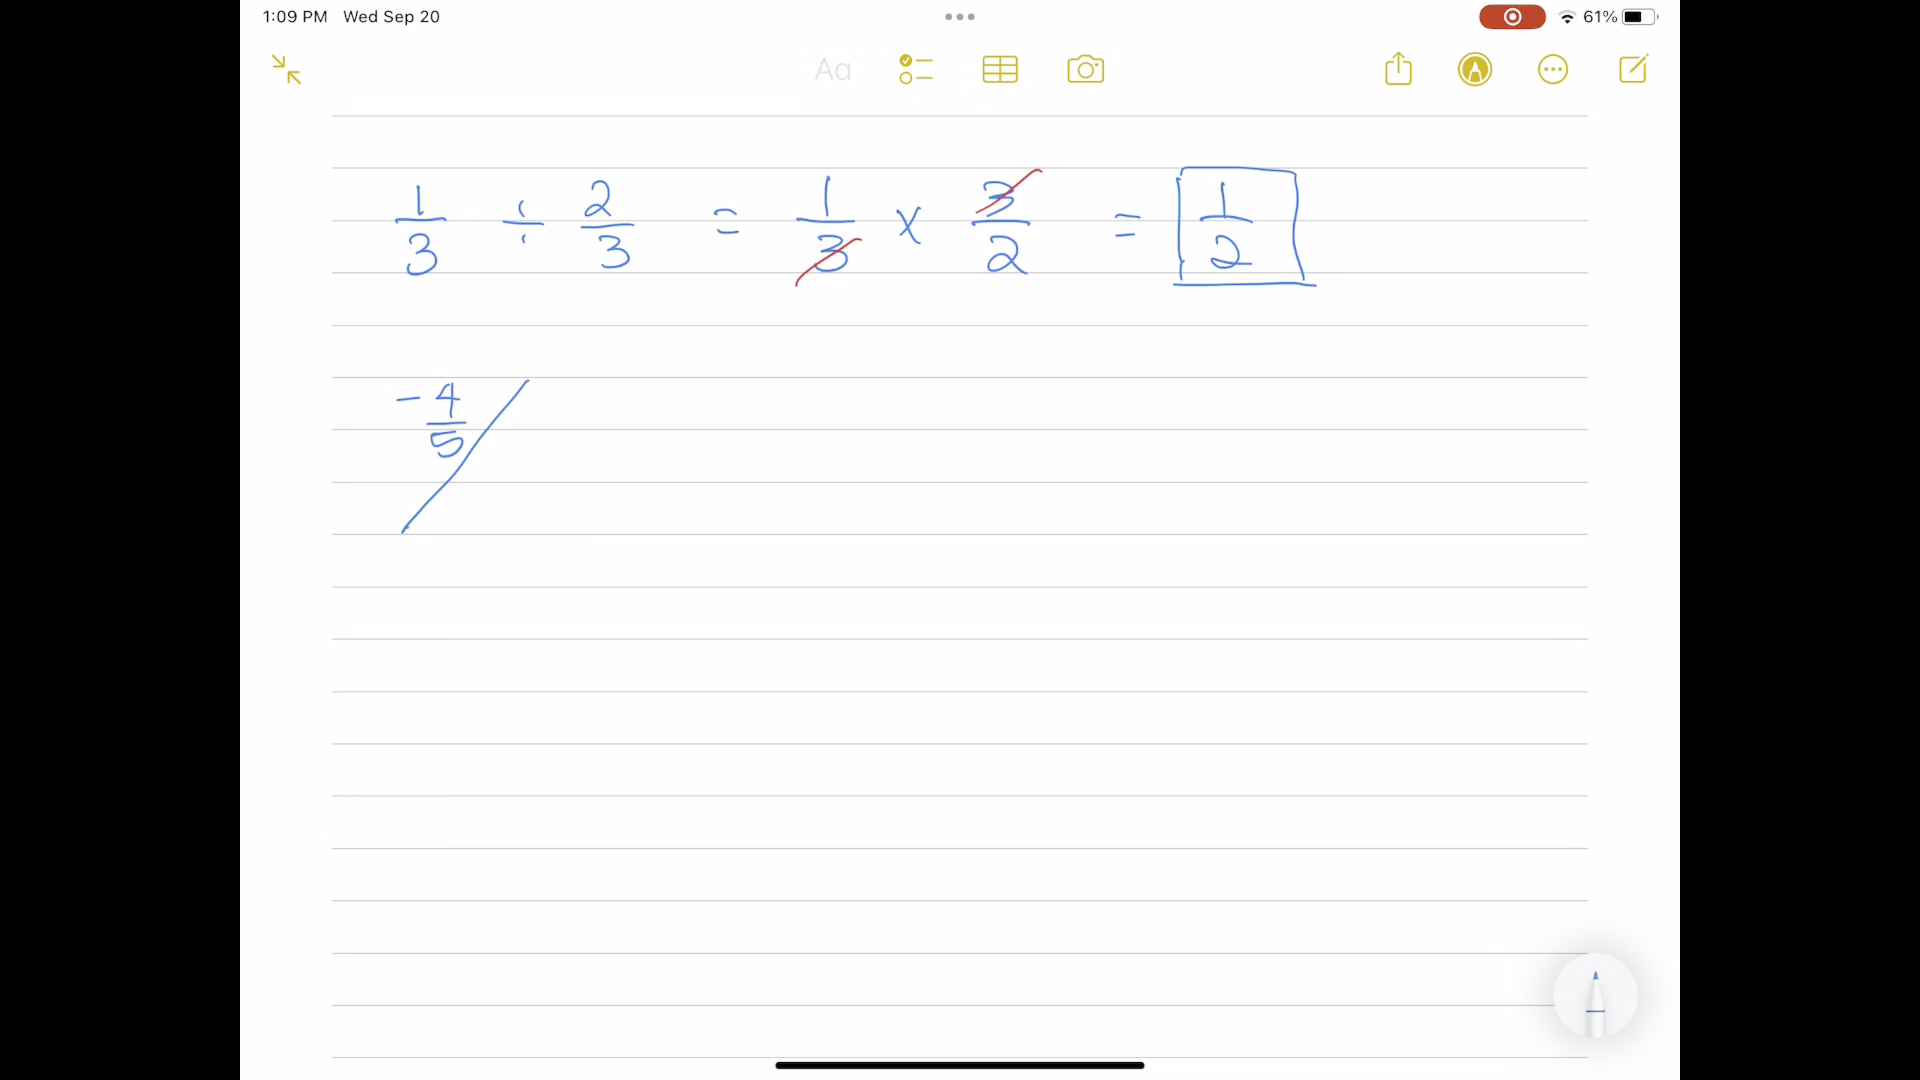 1:09 PM Wed Sep 20 61%
Aa
1/3 ÷ 2/3 = 1/3 x 3/2 = 1/2
-4/5 /